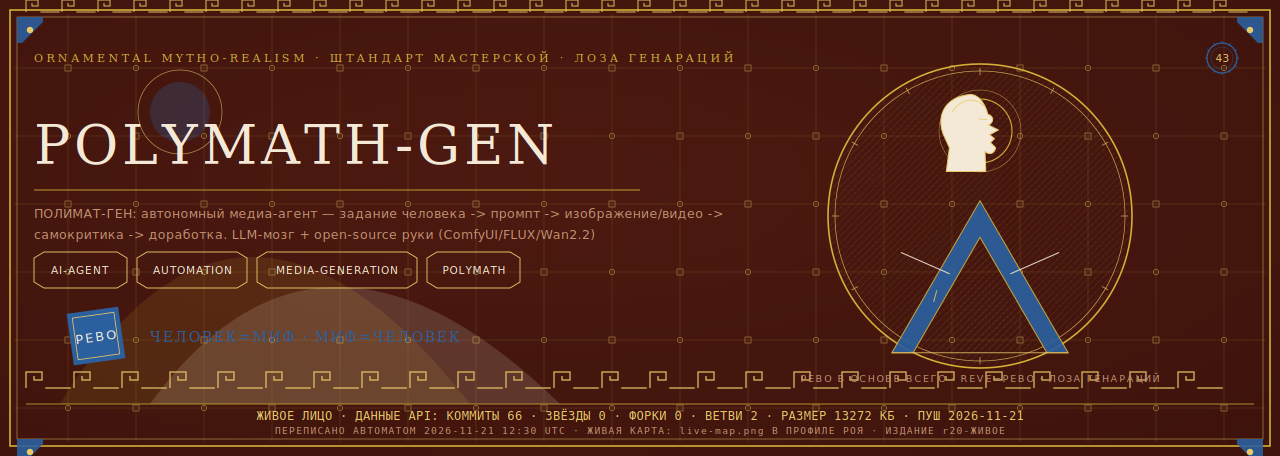 ORNAMENTAL MYTHO-REALISM · ШТАНДАРТ МАСТЕРСКОЙ · ЛОЗА ГЕНАРАЦИЙ
43
POLYMATH-GEN
ПОЛИМАТ-ГЕН: автономный медиа-агент — задание человека -> промпт -> изображение/видео ->
самокритика -> доработка. LLM-мозг + open-source руки (ComfyUI/FLUX/Wan2.2)
AI-AGENT AUTOMATION MEDIA-GENERATION POLYMATH
РЕВО
ЧЕЛОВЕК=МИФ · МИФ=ЧЕЛОВЕК
РЕВО В ОСНОВЕ ВСЕГО · REVE=РЕВО · ЛОЗА ГЕНАРАЦИЙ
ЖИВОЕ ЛИЦО · ДАННЫЕ API: КОММИТЫ 66 · ЗВЁЗДЫ 0 · ФОРКИ 0 · ВЕТВИ 2 · РАЗМЕР 13272 КБ · ПУШ 2026-11-21
ПЕРЕПИСАНО АВТОМАТОМ 2026-11-21 12:30 UTC · ЖИВАЯ КАРТА: live-map.png В ПРОФИЛЕ РОЯ · ИЗДАНИЕ r20-ЖИВОЕ